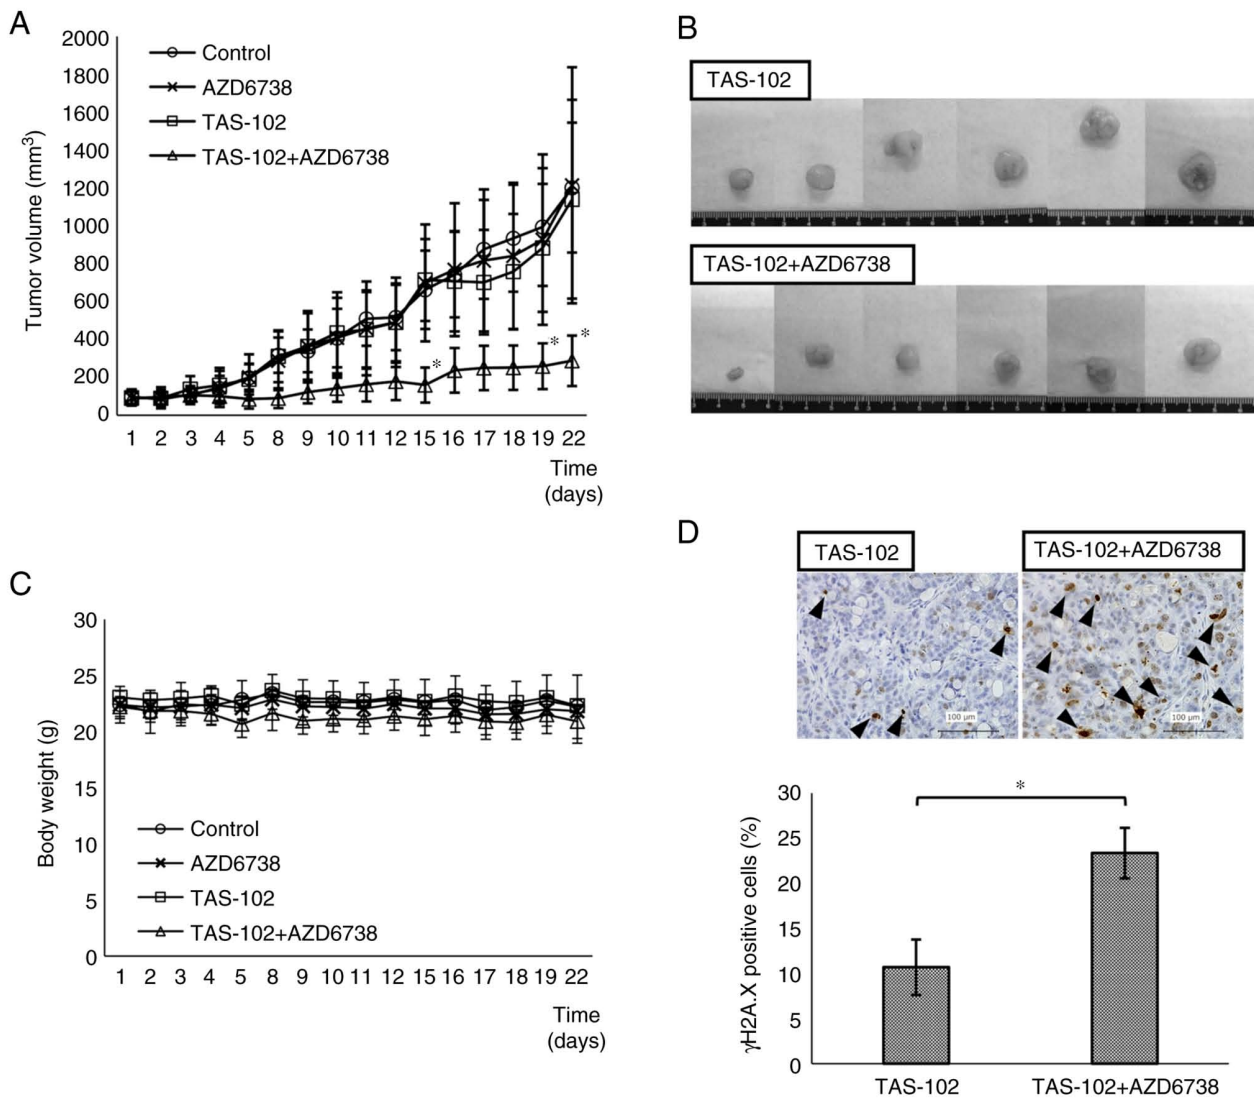 A
2000
1800
1600
1400
1200
1000
800
600
400
200
0
Tumor volume (mm³)
Control
AZD6738
TAS-102
TAS-102+AZD6738
*
*
*
1 2 3 4 5 8 9 10 11 12 15 16 17 18 19 22
Time
(days)
B
TAS-102
TAS-102+AZD6738
C
30
25
20
15
10
5
0
Body weight (g)
Control
AZD6738
TAS-102
TAS-102+AZD6738
1 2 3 4 5 8 9 10 11 12 15 16 17 18 19 22
Time
(days)
D
TAS-102
TAS-102+AZD6738
100 µm
100 µm
30
25
20
15
10
5
0
γH2A.X positive cells (%)
*
TAS-102
TAS-102+AZD6738